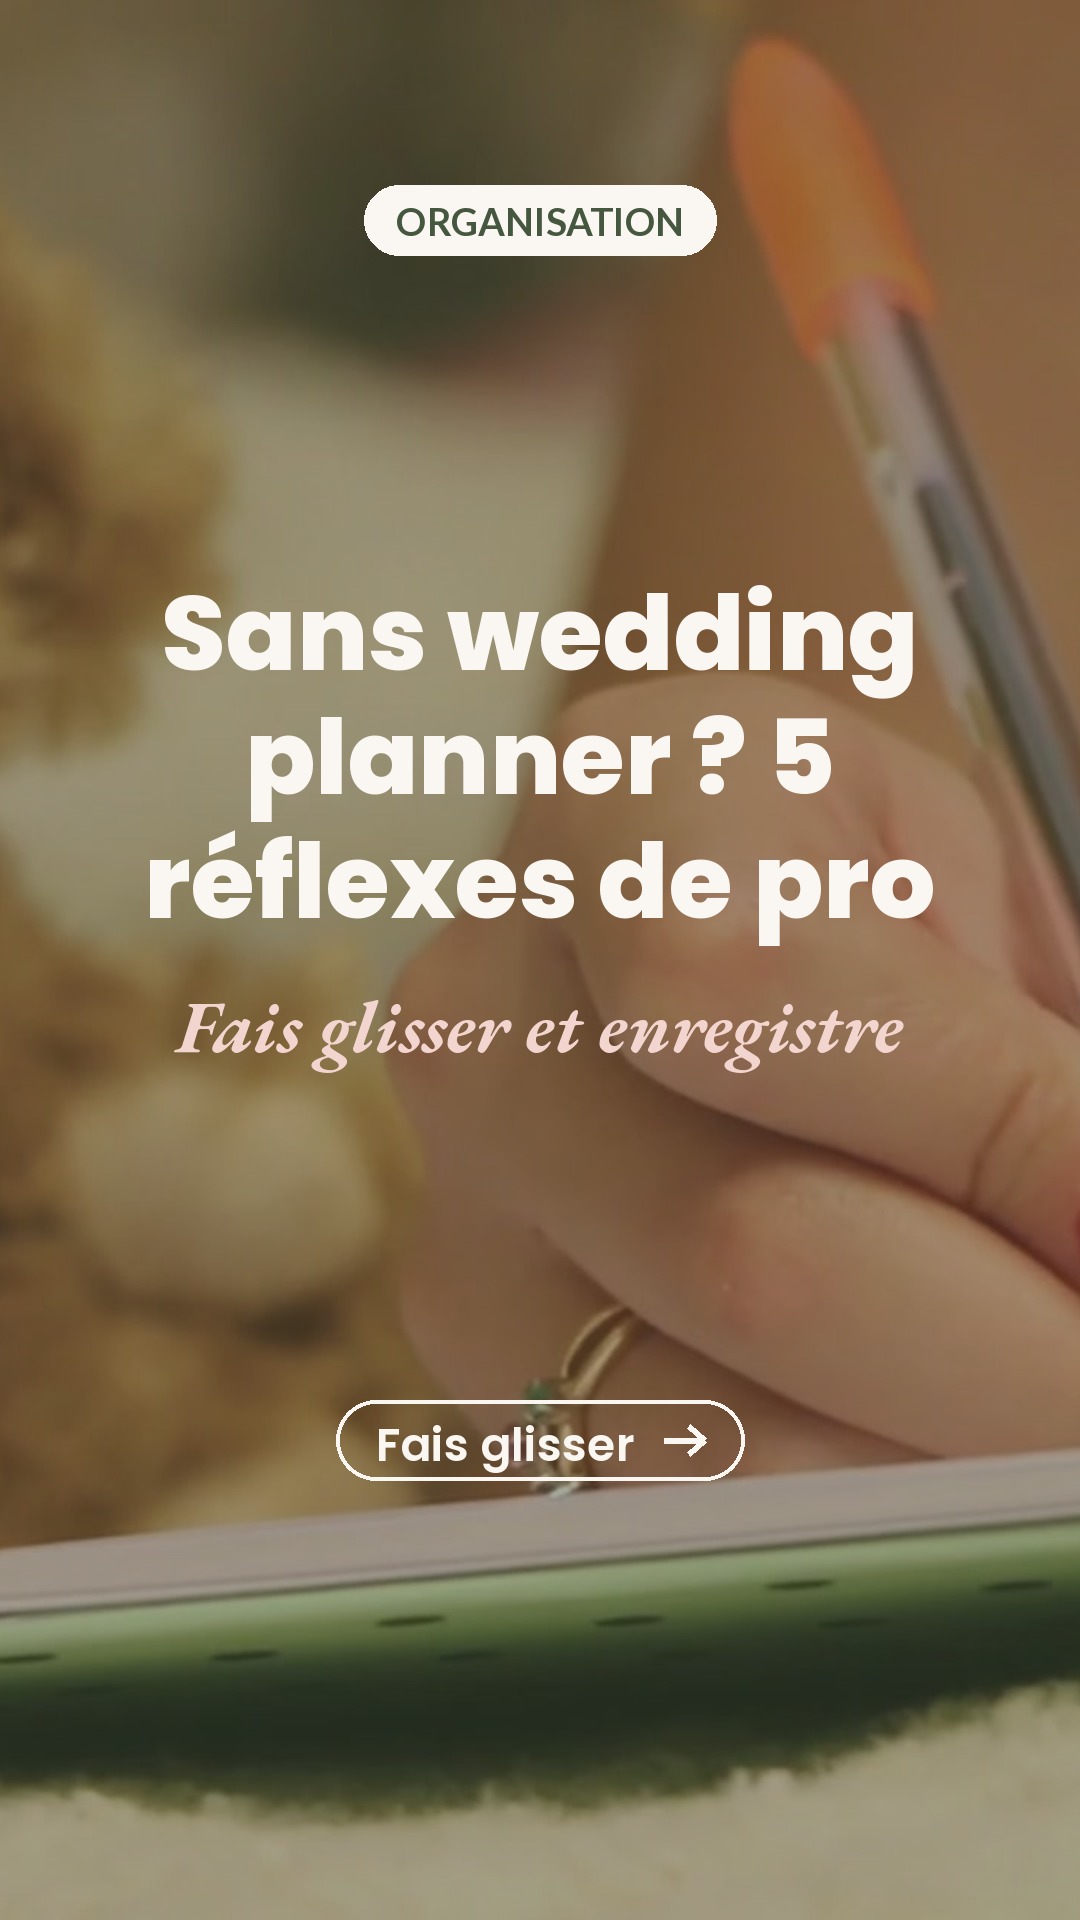 ORGANISATION
Sans wedding
planner ? 5
réflexes de pro
Fais glisser et enregistre
Fais glisser →